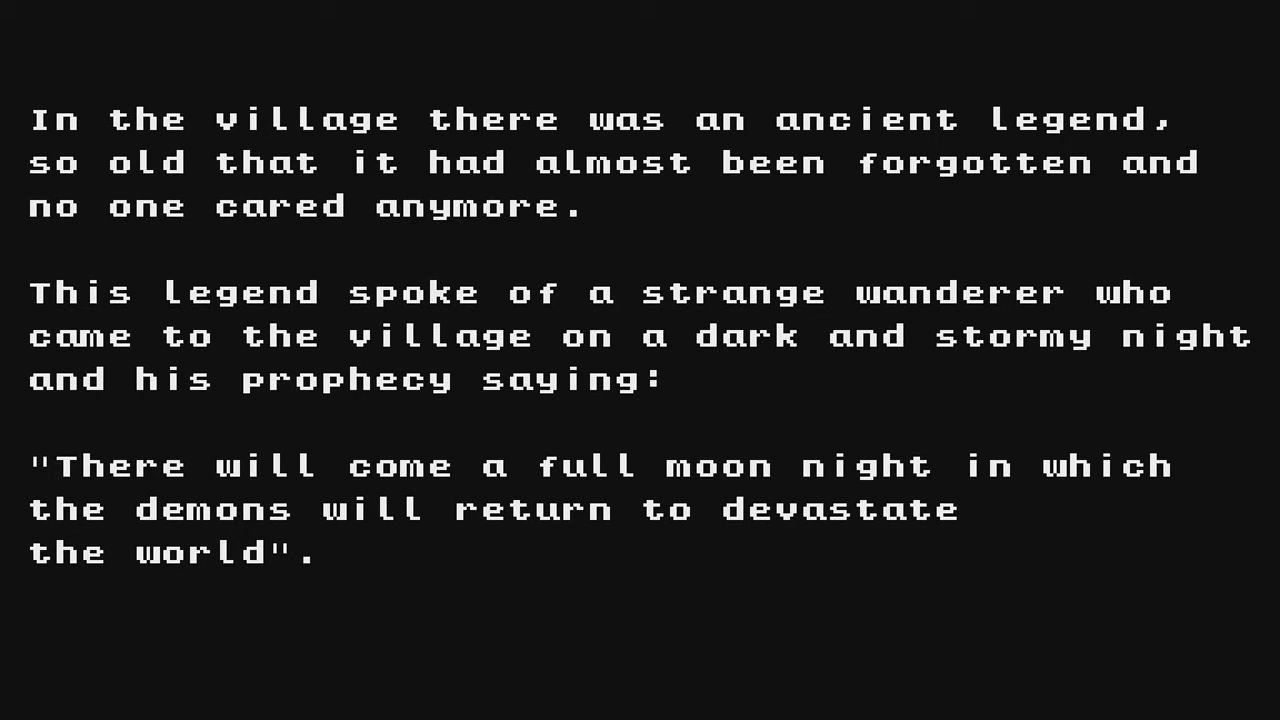 In the village there was an ancient legend,
so old that it had almost been forgotten and
no one cared anymore.
This legend spoke of a strange wanderer who
came to the village on a dark and stormy night
and his prophecy saying:
"There will come a full moon night in which
the demons will return to devastate
the world".